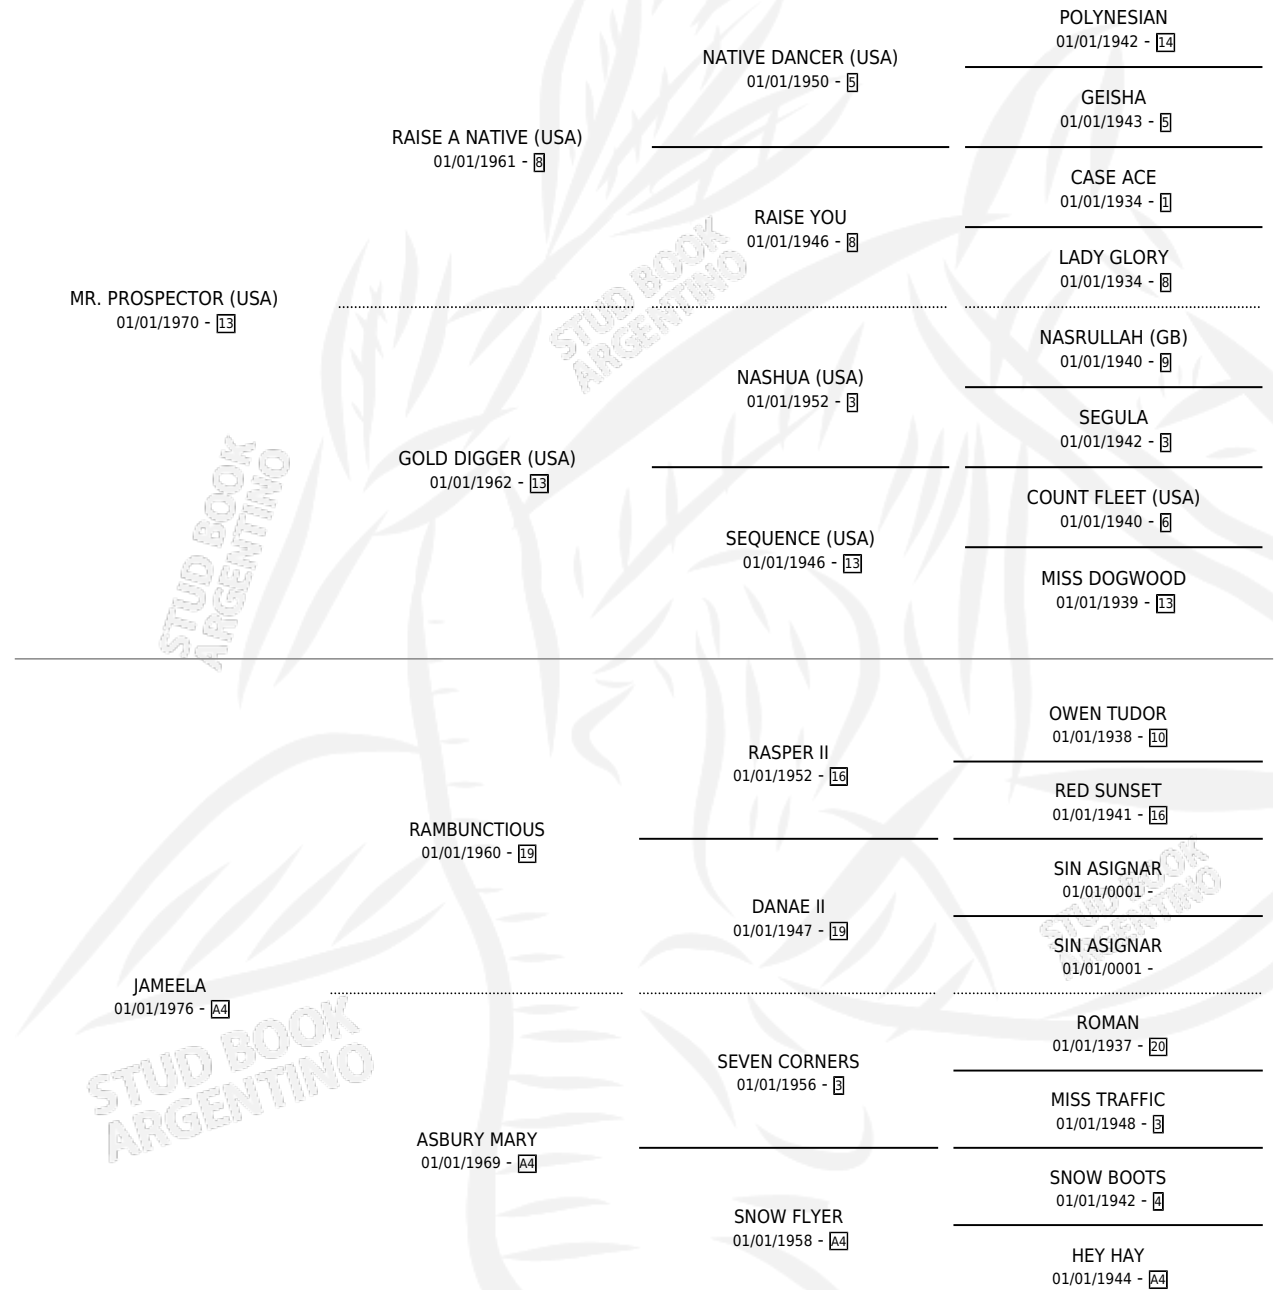 POLYNESIAN
01/01/1942 - 14
NATIVE DANCER (USA)
01/01/1950 - 5
GEISHA
01/01/1943 - 5
RAISE A NATIVE (USA)
01/01/1961 - 8
CASE ACE
01/01/1934 - 1
RAISE YOU
01/01/1946 - 8
LADY GLORY
01/01/1934 - 8
MR. PROSPECTOR (USA)
01/01/1970 - 13
NASRULLAH (GB)
01/01/1940 - 9
NASHUA (USA)
01/01/1952 - 3
SEGULA
01/01/1942 - 3
GOLD DIGGER (USA)
01/01/1962 - 13
COUNT FLEET (USA)
01/01/1940 - 6
SEQUENCE (USA)
01/01/1946 - 13
MISS DOGWOOD
01/01/1939 - 13
STUD BOOK
ARGENTINO
STUD BOOK
ARGENTINO
OWEN TUDOR
01/01/1938 - 10
RASPER II
01/01/1952 - 16
RED SUNSET
01/01/1941 - 16
RAMBUNCTIOUS
01/01/1960 - 19
SIN ASIGNAR
01/01/0001 -
DANAE II
01/01/1947 - 19
SIN ASIGNAR
01/01/0001 -
STUD BOOK
ARGENTINO
JAMEELA
01/01/1976 - A4
ROMAN
01/01/1937 - 20
SEVEN CORNERS
01/01/1956 - 3
MISS TRAFFIC
01/01/1948 - 3
STUD BOOK
ARGENTINO
ASBURY MARY
01/01/1969 - A4
SNOW BOOTS
01/01/1942 - 4
SNOW FLYER
01/01/1958 - A4
HEY HAY
01/01/1944 - A4